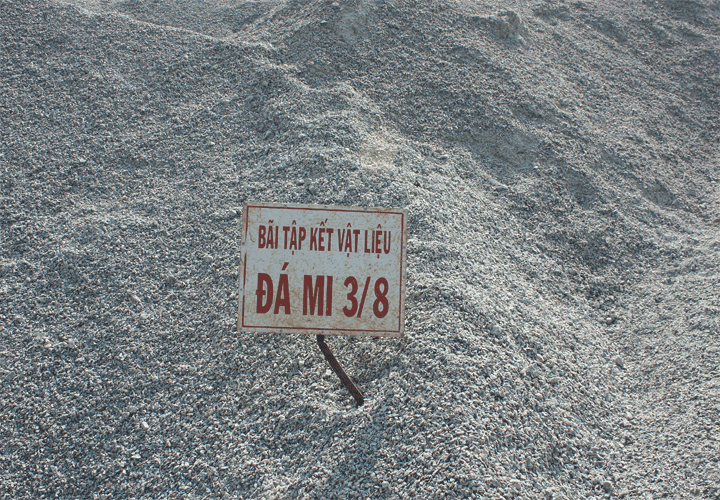 BÃI TẬP KẾT VẬT LIỆU
ĐÁ MI 3/8